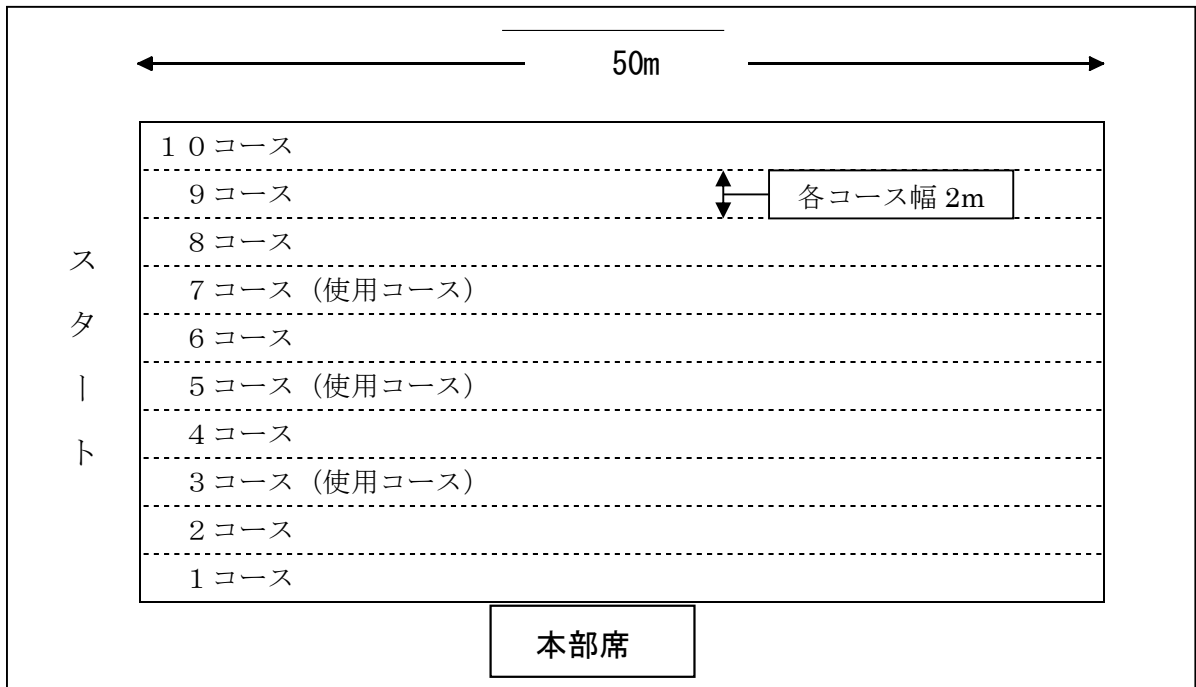 50m
１０コース
９コース
各コース幅 2m
８コース
７コース（使用コース）
６コース
５コース（使用コース）
４コース
３コース（使用コース）
２コース
１コース
スタート
本部席